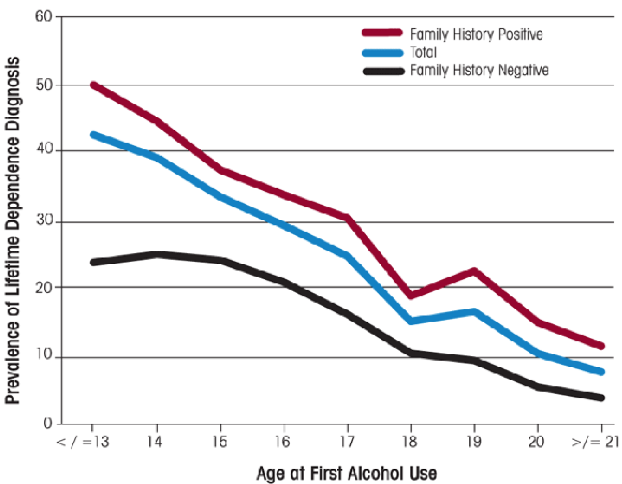 60
50
40
30
20
10
0
Prevalence of Lifetime Dependence Diagnosis
Family History Positive
Total
Family History Negative
< / =13 14 15 16 17 18 19 20 >/= 21
Age at First Alcohol Use